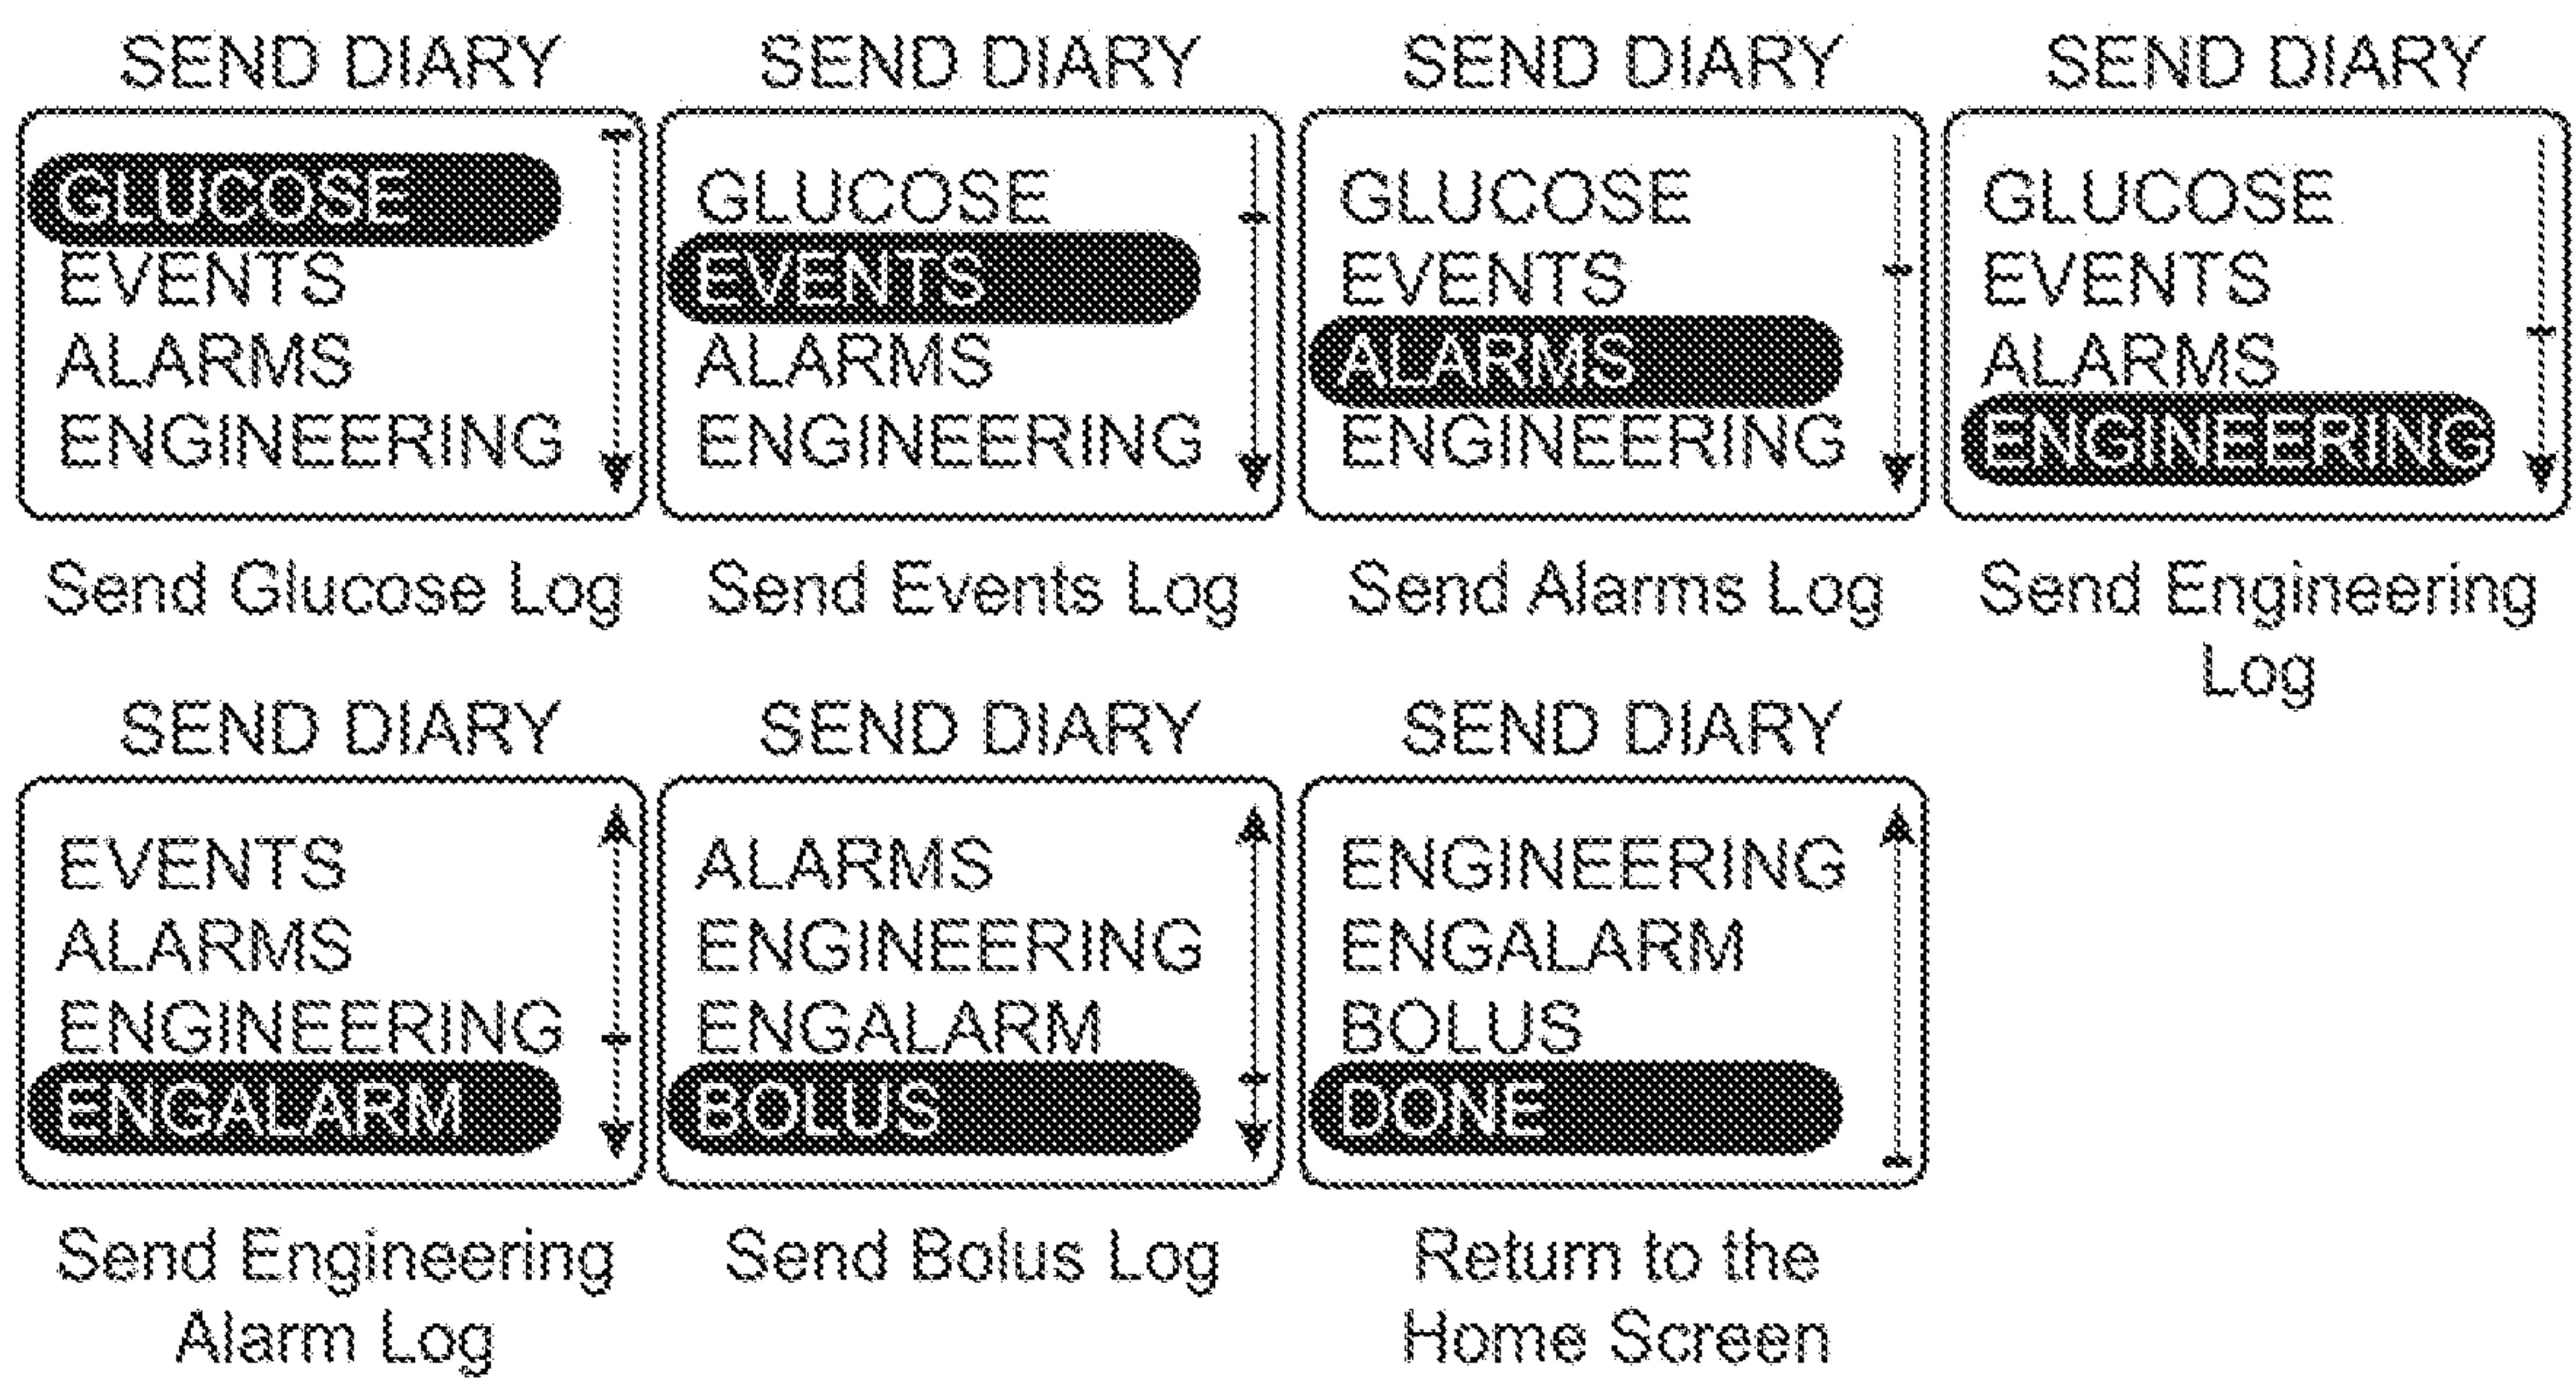 SEND DIARY
GLUCOSE
EVENTS
ALARMS
ENGINEERING
Send Glucose Log
SEND DIARY
GLUCOSE
EVENTS
ALARMS
ENGINEERING
Send Events Log
SEND DIARY
GLUCOSE
EVENTS
ALARMS
ENGINEERING
Send Alarms Log
SEND DIARY
GLUCOSE
EVENTS
ALARMS
ENGINEERING
Send Engineering
Log
SEND DIARY
EVENTS
ALARMS
ENGINEERING
ENGALARM
Send Engineering
Alarm Log
SEND DIARY
ALARMS
ENGINEERING
ENGALARM
BOLUS
Send Bolus Log
SEND DIARY
ENGINEERING
ENGALARM
BOLUS
DONE
Return to the
Home Screen